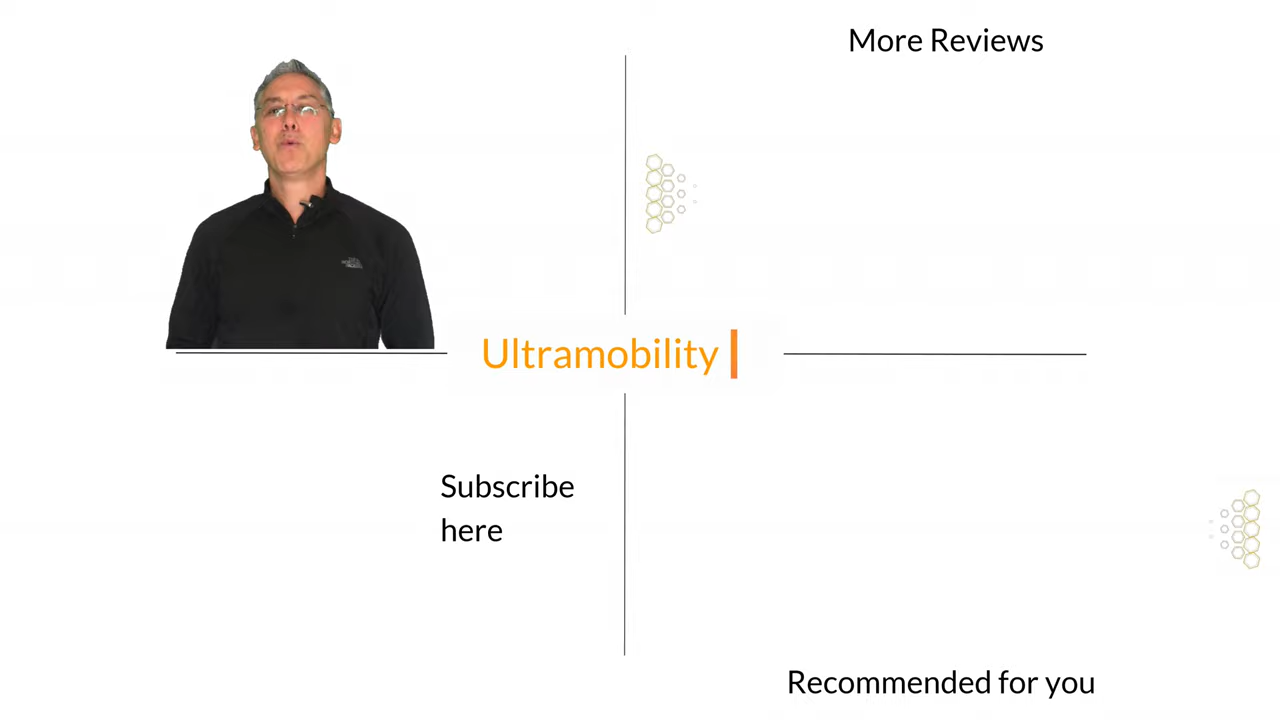 More Reviews
Ultramobility
Subscribe
here
Recommended for you